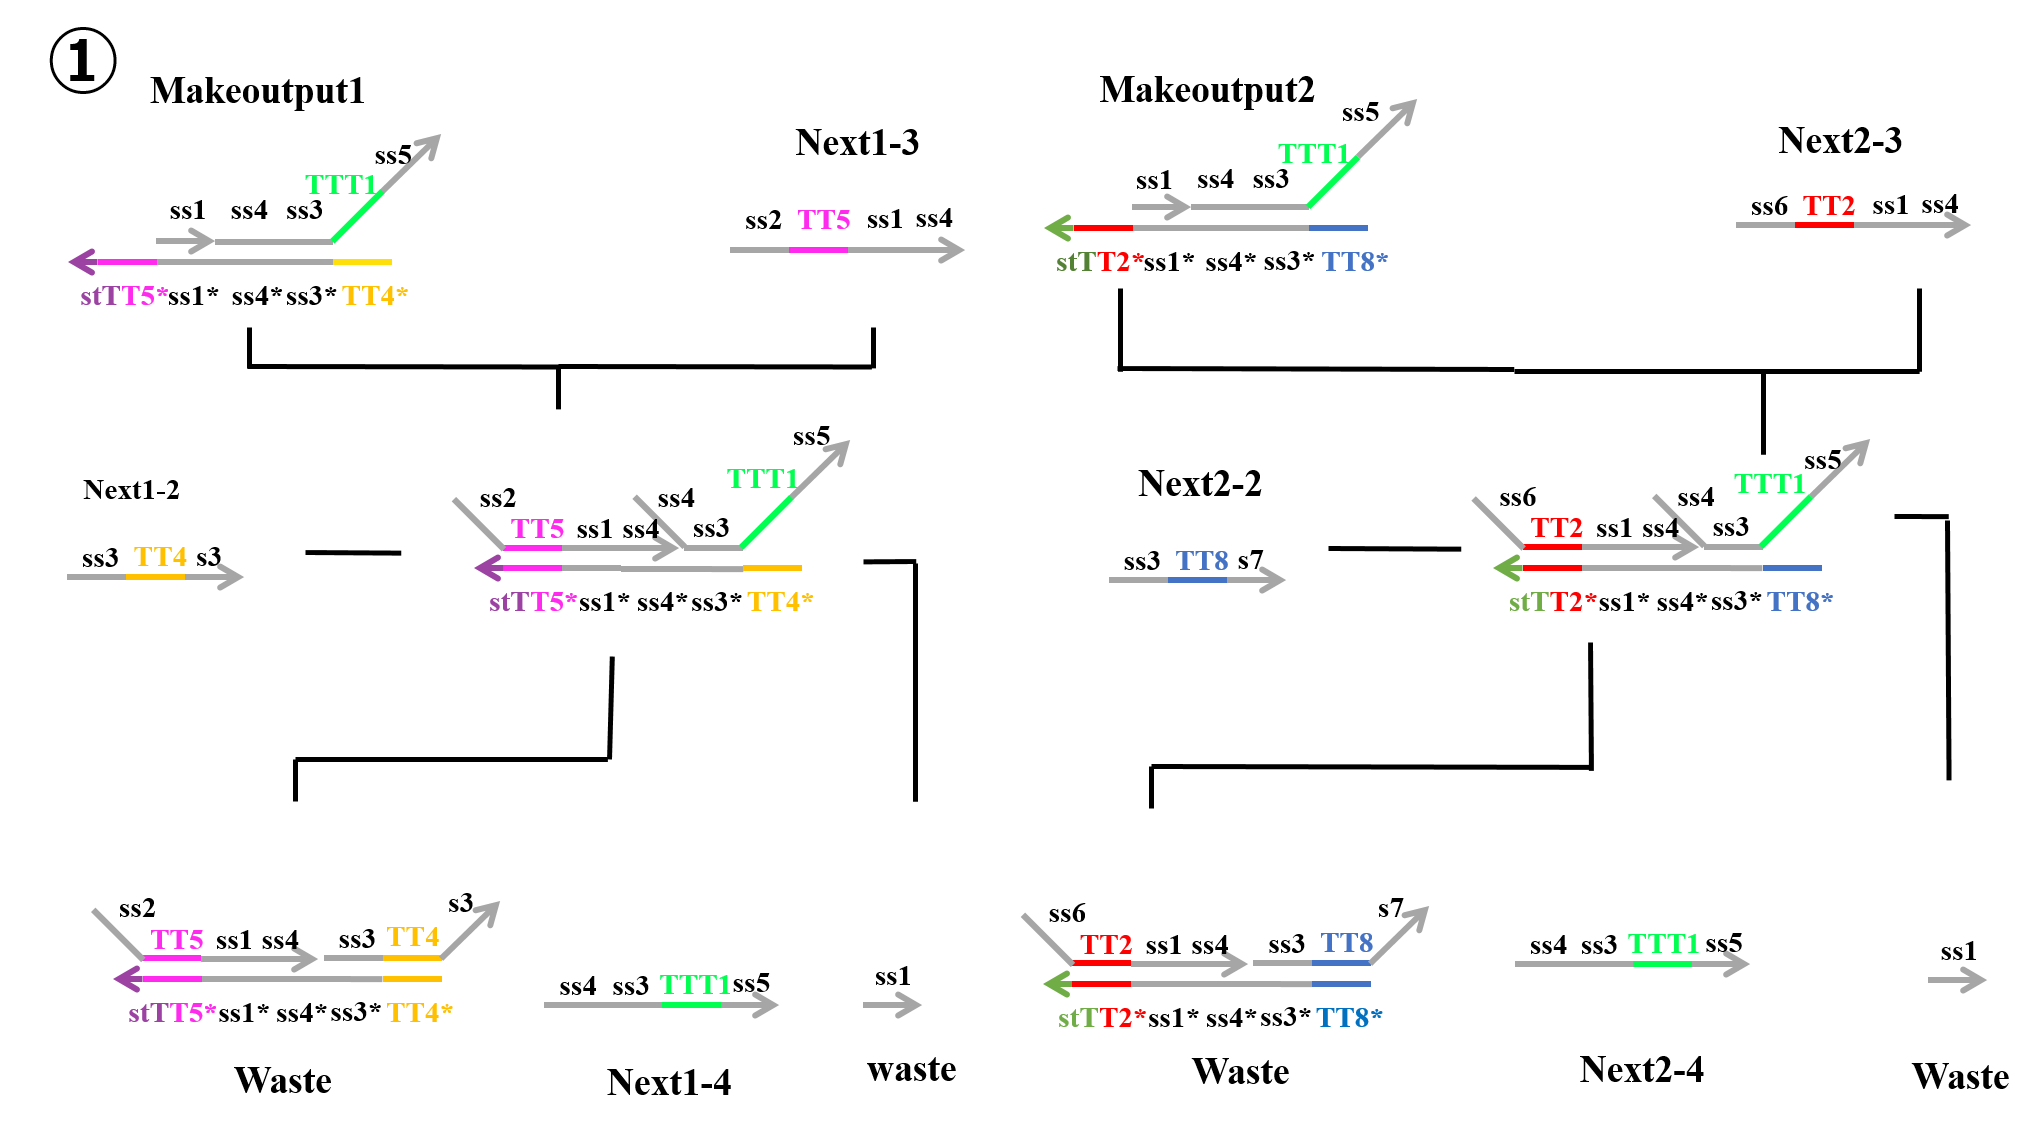 ①
Makeoutput1
ss1 ss4 ss3 TTT1 ss5
stTT5*ss1* ss4* ss3* TT4*
Next1-3
ss2 TT5 ss1 ss4
Makeoutput2
ss1 ss4 ss3 TTT1 ss5
stTT2*ss1* ss4* ss3* TT8*
Next2-3
ss6 TT2 ss1 ss4
Next1-2
ss3 TT4 s3
ss2 TT5 ss1 ss4 ss4 ss3 TTT1 ss5
stTT5*ss1* ss4* ss3* TT4*
Next2-2
ss3 TT8 s7
ss6 TT2 ss1 ss4 ss4 ss3 TTT1 ss5
stTT2*ss1* ss4* ss3* TT8*
ss2 TT5 ss1 ss4 ss3 TT4 s3
stTT5*ss1* ss4* ss3* TT4*
Waste
ss4 ss3 TTT1 ss5
Next1-4
ss1
waste
ss6 TT2 ss1 ss4 ss3 TT8 s7
stTT2*ss1* ss4* ss3* TT8*
Waste
ss4 ss3 TTT1 ss5
Next2-4
ss1
Waste